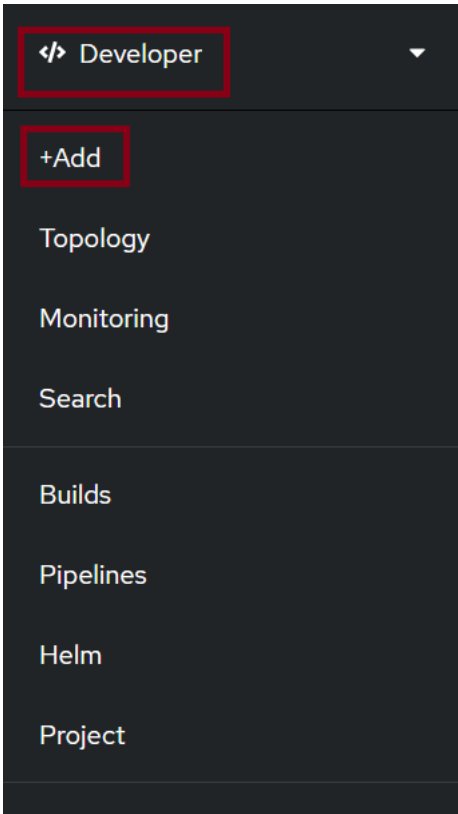 </> Developer
+Add
Topology
Monitoring
Search
Builds
Pipelines
Helm
Project